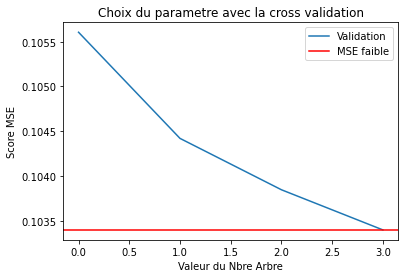 Choix du parametre avec la cross validation
Validation
MSE faible
0.1055
0.1050
0.1045
0.1040
0.1035
Score MSE
0.0 0.5 1.0 1.5 2.0 2.5 3.0
Valeur du Nbre Arbre